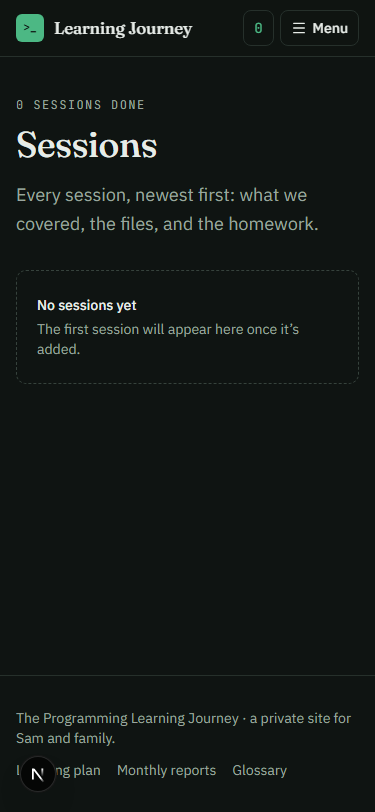 >_ Learning Journey 0 ☰ Menu
0 SESSIONS DONE
Sessions
Every session, newest first: what we
covered, the files, and the homework.
No sessions yet
The first session will appear here once it’s
added.
The Programming Learning Journey · a private site for
Sam and family.
plan Monthly reports Glossary
N